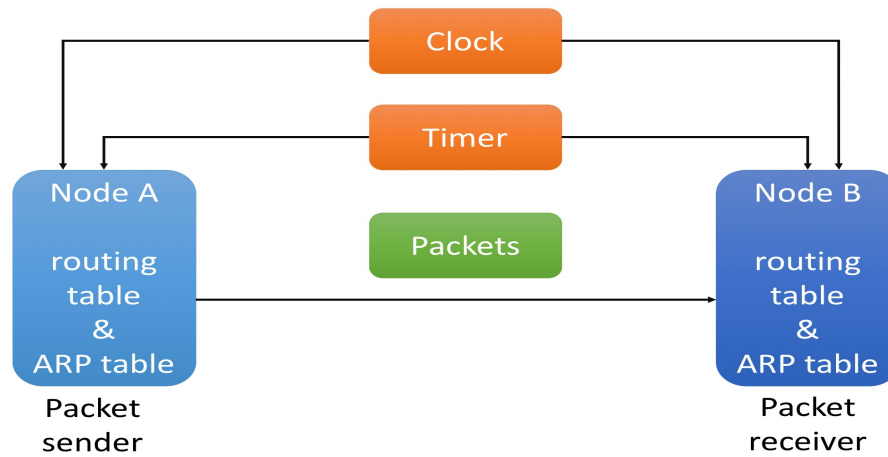 Clock
Timer
Packets
Node A
routing
table
&
ARP table
Packet
sender
Node B
routing
table
&
ARP table
Packet
receiver